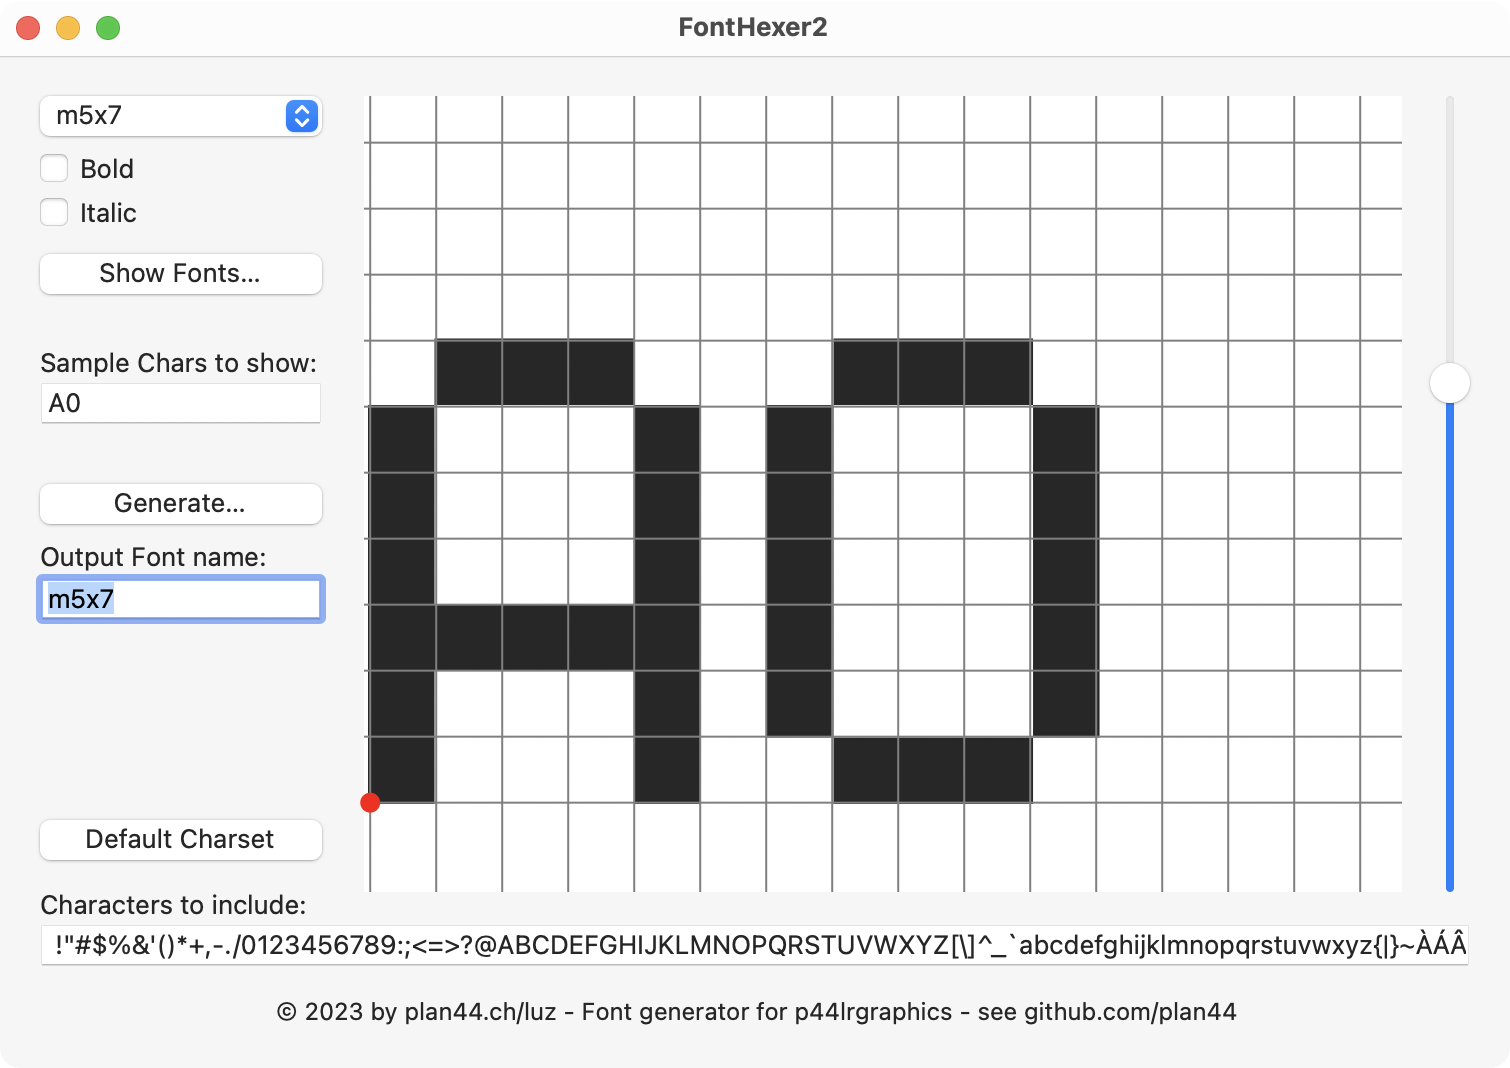 FontHexer2
m5x7
Bold
Italic
Show Fonts...
Sample Chars to show:
A0
Generate...
Output Font name:
m5x7
A0
Default Charset
Characters to include:
!"#$%&'()*+,-./0123456789:;<=>?@ABCDEFGHIJKLMNOPQRSTUVWXYZ[\]^_`abcdefghijklmnopqrstuvwxyz{|}~ÀÁÂ
© 2023 by plan44.ch/luz - Font generator for p44lrgraphics - see github.com/plan44